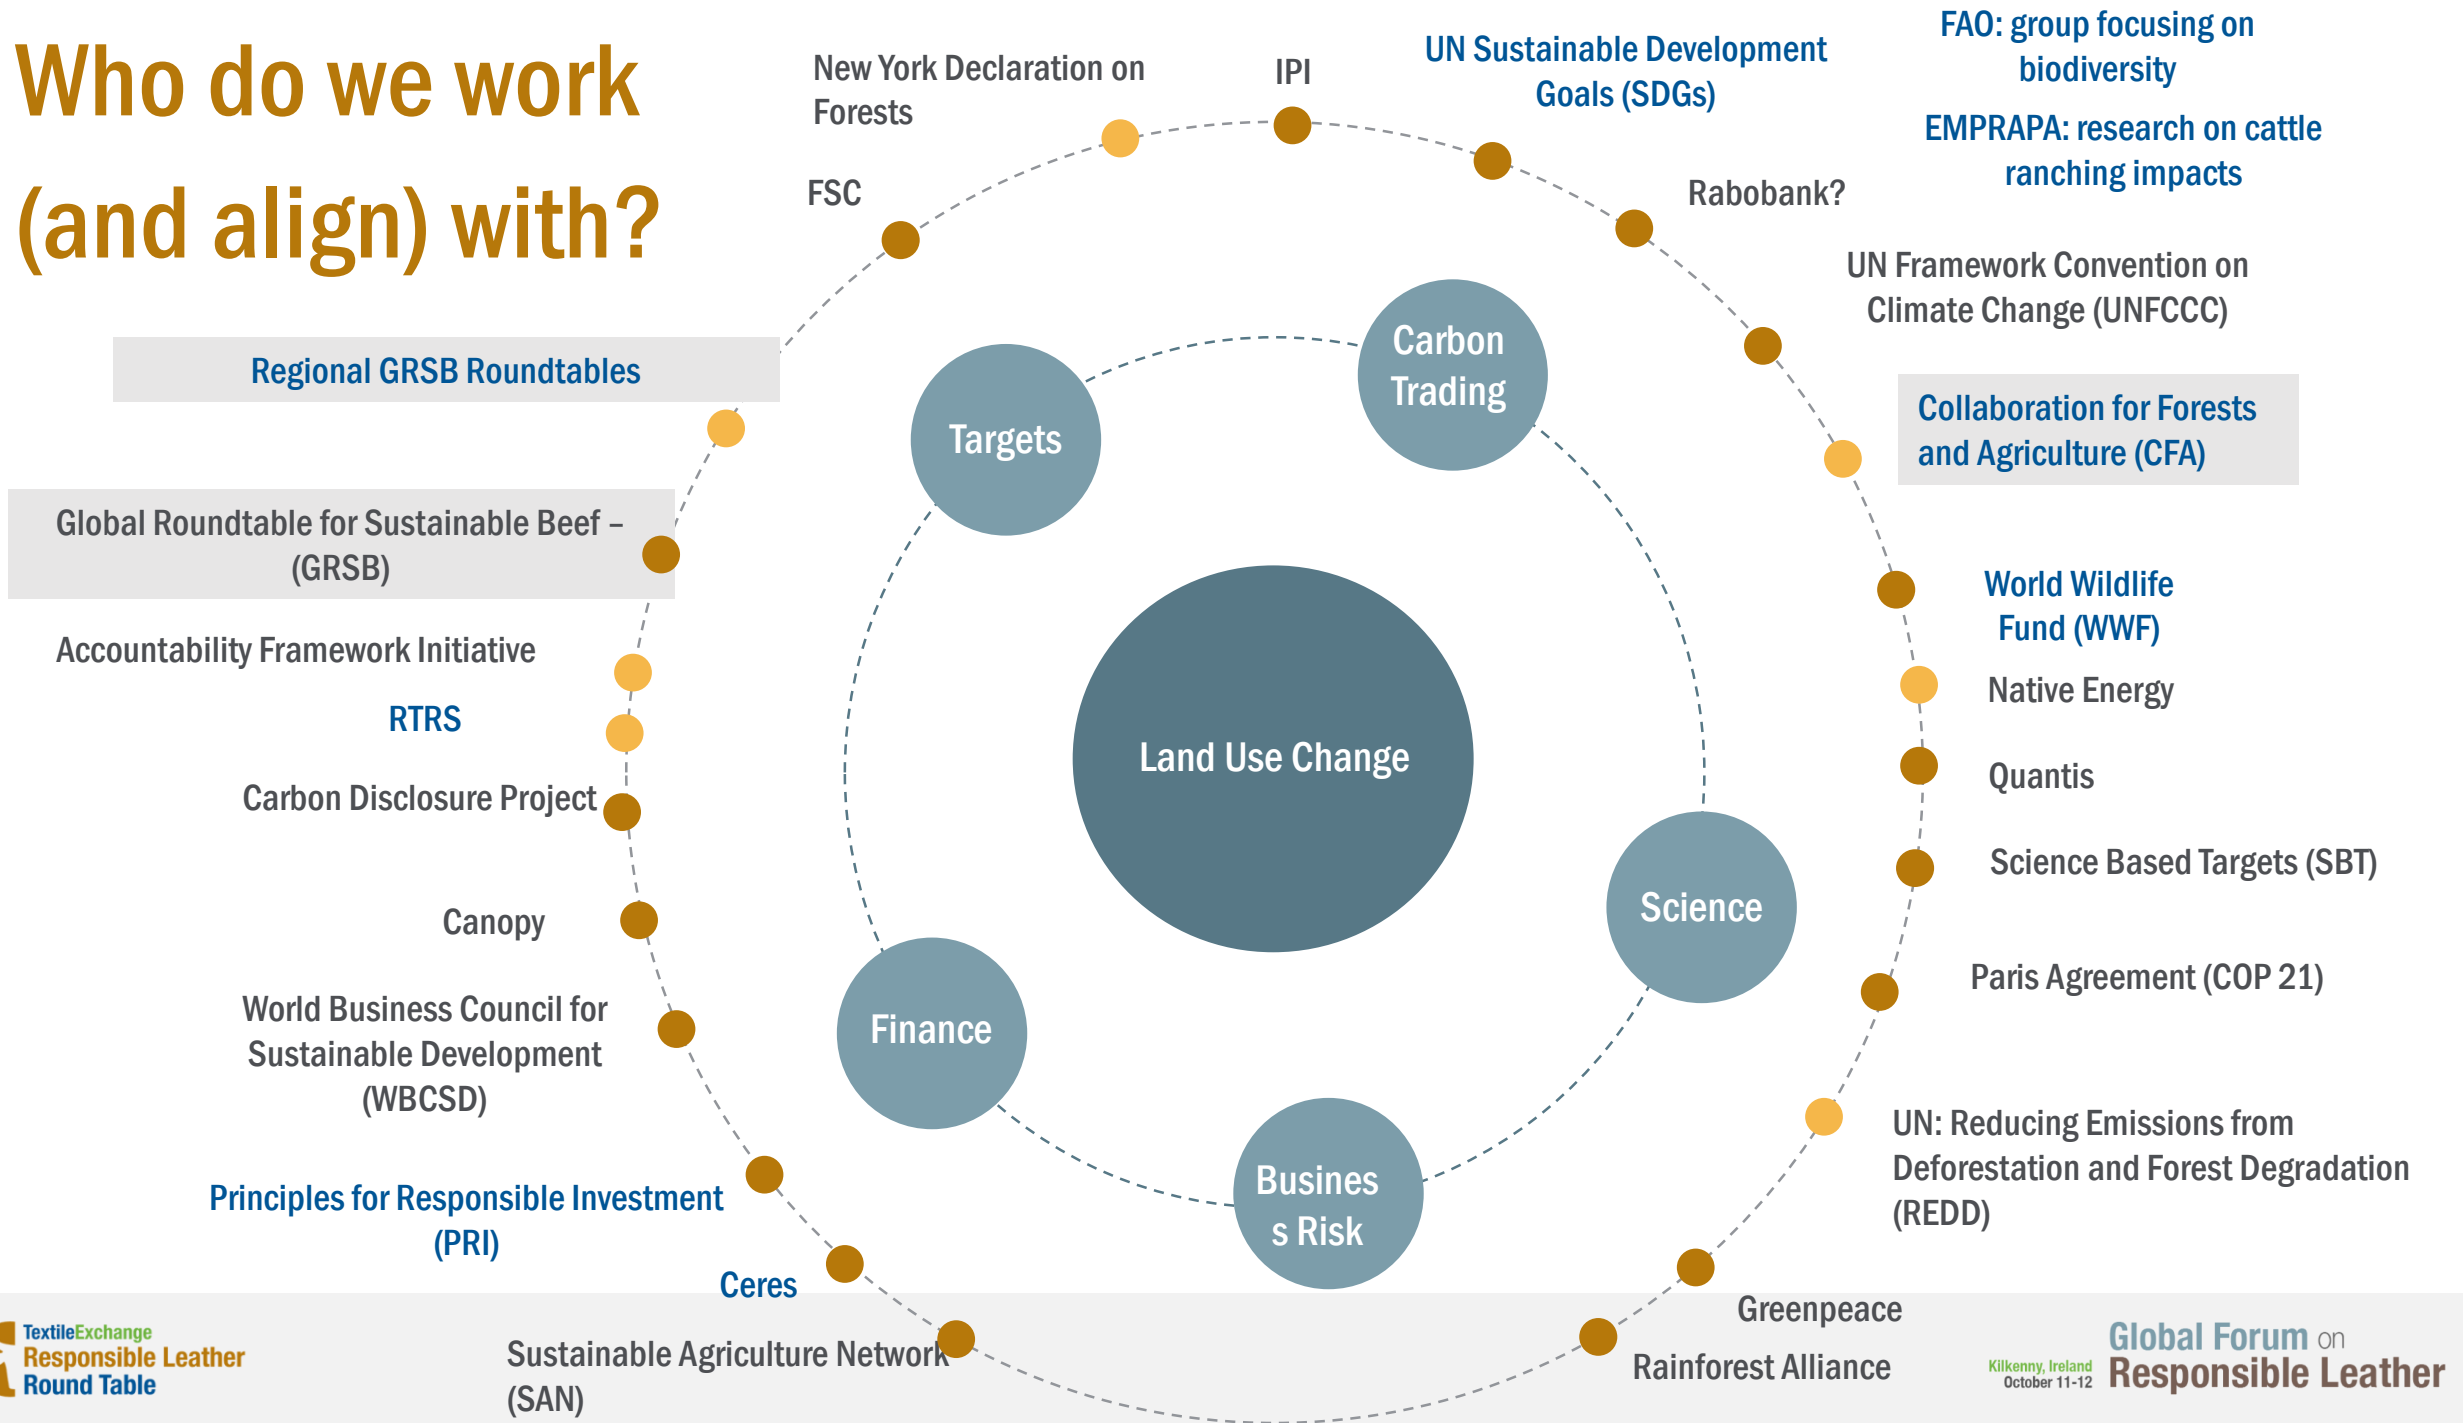 Who do we work
(and align) with?
New York Declaration on
Forests
IPI
UN Sustainable Development
Goals (SDGs)
FAO: group focusing on
biodiversity
EMPRAPA: research on cattle
ranching impacts
FSC
Rabobank?
UN Framework Convention on
Climate Change (UNFCCC)
Regional GRSB Roundtables
Collaboration for Forests
and Agriculture (CFA)
Global Roundtable for Sustainable Beef –
(GRSB)
World Wildlife
Fund (WWF)
Accountability Framework Initiative
Native Energy
RTRS
Quantis
Carbon Disclosure Project
Science Based Targets (SBT)
Canopy
Paris Agreement (COP 21)
World Business Council for
Sustainable Development
(WBCSD)
UN: Reducing Emissions from
Deforestation and Forest Degradation
(REDD)
Principles for Responsible Investment
(PRI)
Ceres
Greenpeace
Sustainable Agriculture Network
(SAN)
Rainforest Alliance
Targets
Carbon
Trading
Land Use Change
Science
Finance
Busines
s Risk
TextileExchange
Responsible Leather
Round Table
Kilkenny, Ireland
October 11-12
Global Forum on
Responsible Leather